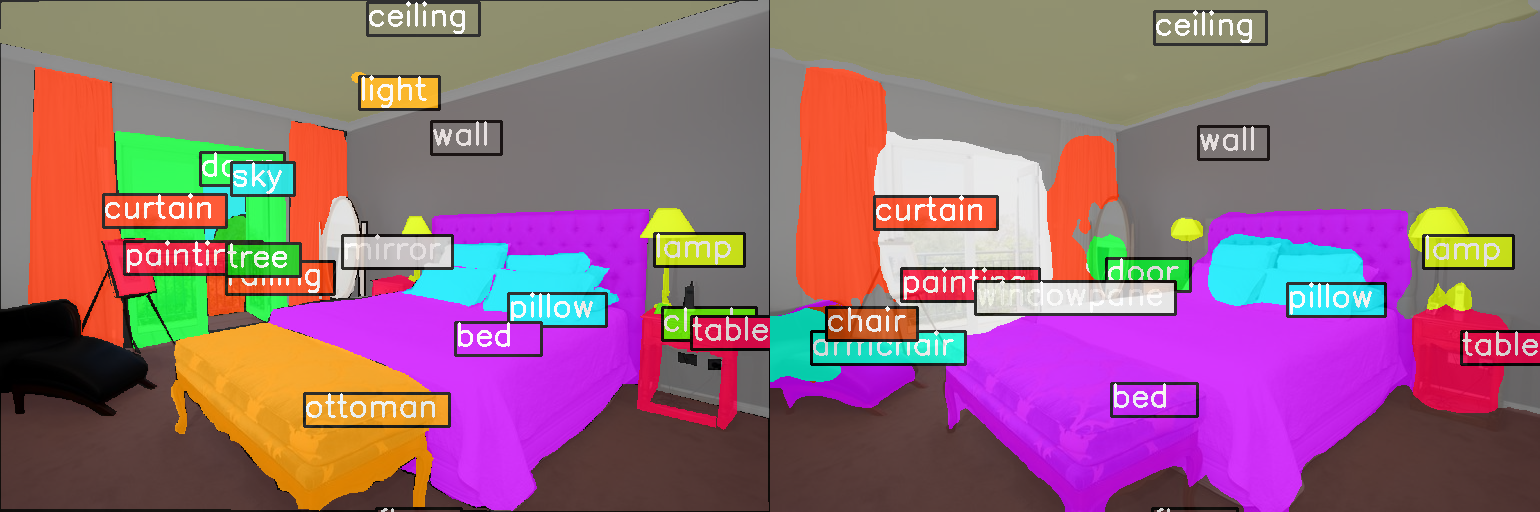 ceiling
light
wall
sky
curtain
mirror
tree
lamp
pillow
bed
table
ottoman
ceiling
wall
curtain
lamp
door
painting
windowpane
pillow
chair
armchair
table
bed